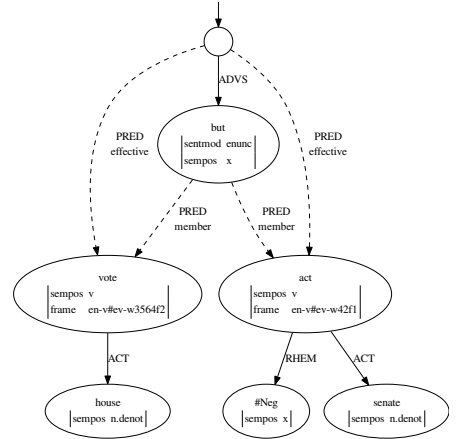 ADVS
but
sentmod enunc
sempos x
PRED
effective
PRED
effective
PRED
member
PRED
member
vote
sempos v
frame en-v#ev-w3564f2
act
sempos v
frame en-v#ev-w42f1
ACT
RHEM
ACT
house
sempos n.denot
#Neg
sempos x
senate
sempos n.denot